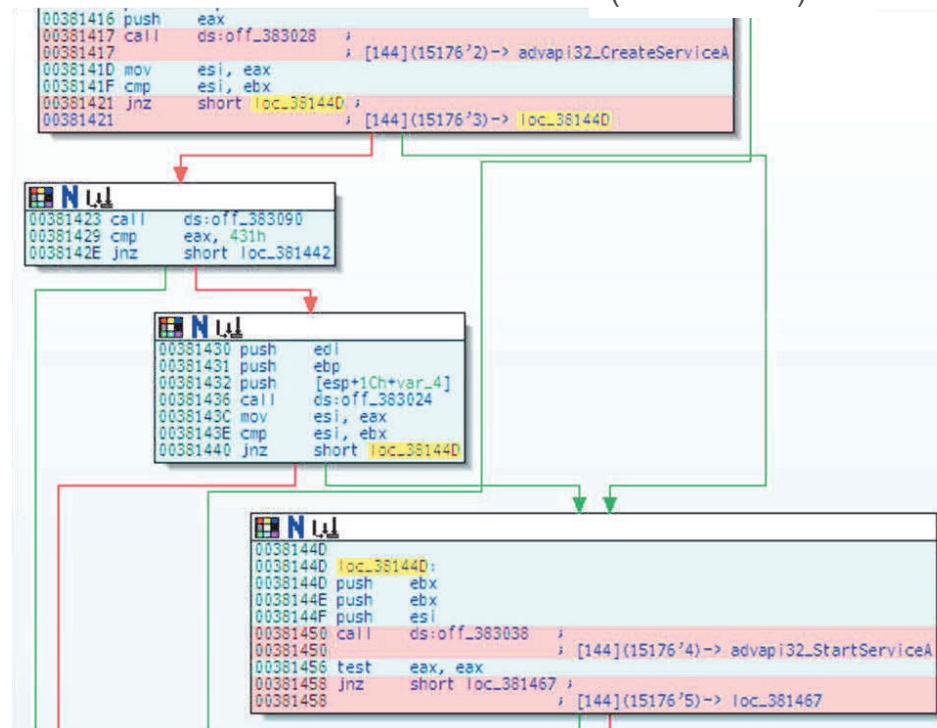 00381416 push eax
00381417 call ds:off_383028 ;
00381417 ; [144](15176'2)-> advapi32_CreateServiceA
0038141D mov esi, eax
0038141F cmp esi, ebx
00381421 jnz short loc_38144D ;
00381421 ; [144](15176'3)-> loc_38144D
N
00381423 call ds:off_383090
00381429 cmp eax, 431h
0038142E jnz short loc_381442
N
00381430 push edi
00381431 push ebp
00381432 push [esp+1Ch+var_4]
00381436 call ds:off_383024
0038143C mov esi, eax
0038143E cmp esi, ebx
00381440 jnz short loc_38144D
N
0038144D
0038144D loc_38144D:
0038144D push ebx
0038144E push ebx
0038144F push esi
00381450 call ds:off_383038 ;
00381450 ; [144](15176'4)-> advapi32_StartServiceA
00381456 test eax, eax
00381458 jnz short loc_381467 ;
00381458 ; [144](15176'5)-> loc_381467